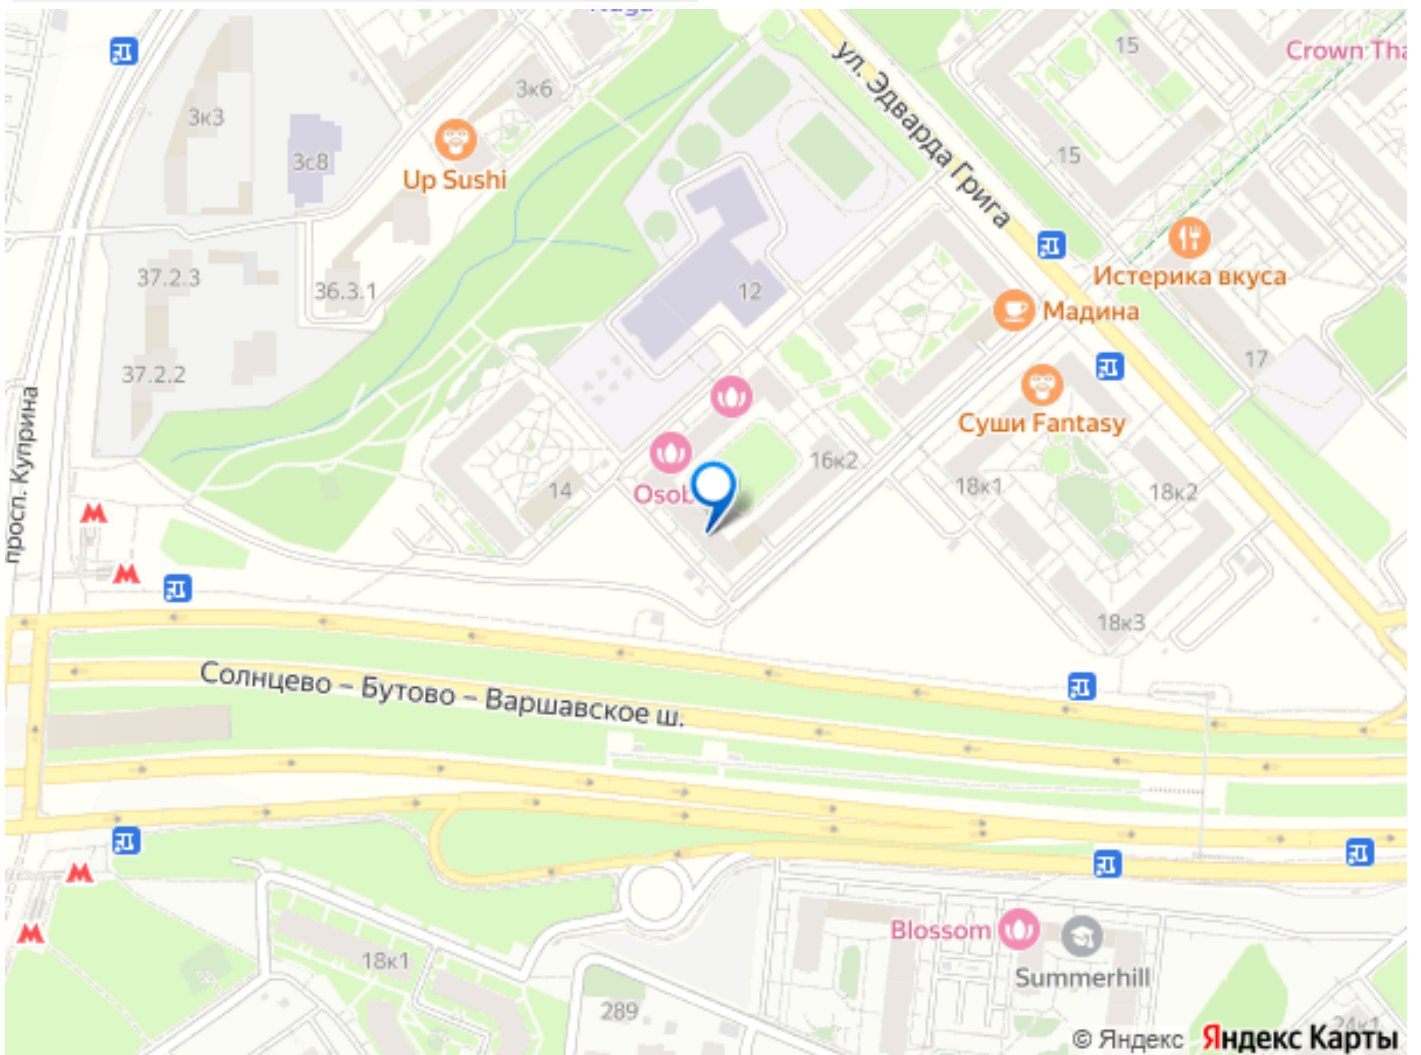 15
Crown Tha
3к6
3к3
3с8
Up Sushi
ул. Эдварда Грига
15
37.2.3
36.3.1
12
Истерика вкуса
Мадина
17
37.2.2
Суши Fantasy
просп. Куприна
16к2
14
Osob
18к1
18к2
18к3
Солнцево – Бутово – Варшавское ш.
Blossom
Summerhill
18к1
289
24к1
© Яндекс Яндекс Карты